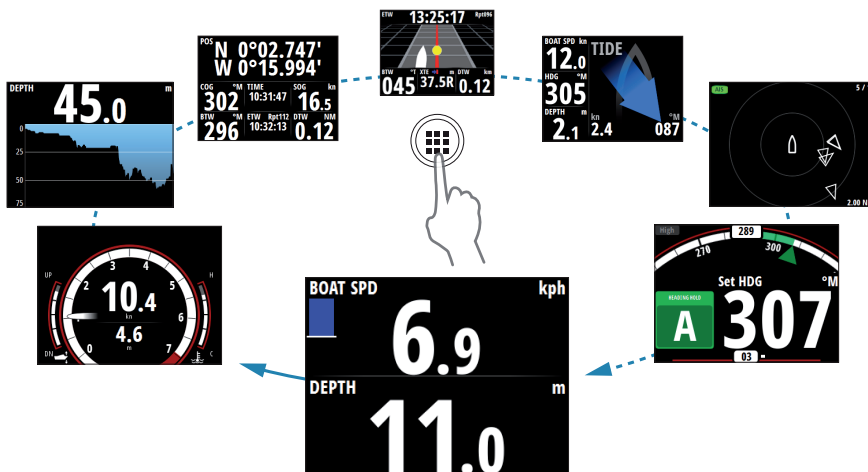 ETW 13:25:17 Rpt896
BTW °T XTE m DTW km
045 37.5R 0.12
POS N 0°02.747'
W 0°15.994'
COG °M TIME SOG kn
302 10:31:47 16.5
BTW °M ETW Rpt112 DTW NM
296 10:32:13 0.12
BOAT SPD kn
12.0
HDG °M
305
DEPTH m
2.1
TIDE
kn °M
2.4 087
DEPTH m
45.0
0
25
50
75
AIS 5 /
2.00 N
UP H
0 2 3 4 5 6 7
10.4
kn
4.6
m
DN C
BOAT SPD kph
6.9
DEPTH m
11.0
High 289
270 300
Set HDG °M
HEADING HOLD
A 307
03